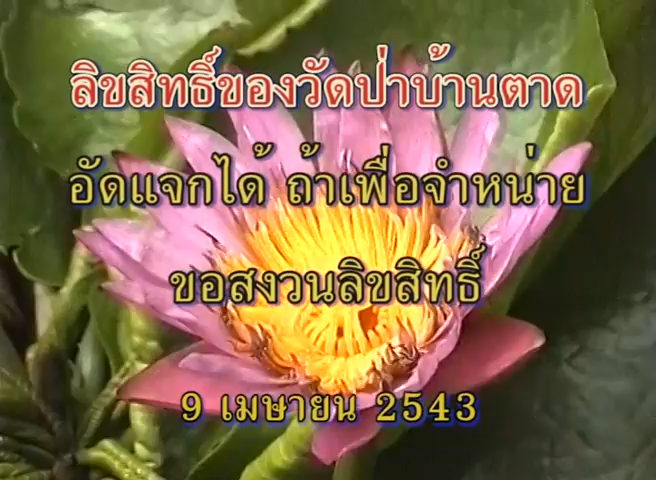 ลิขสิทธิ์ของวัดป่าบ้านตาด
อัดแจกได้ ถ้าเพื่อจำหน่าย
ขอสงวนลิขสิทธิ์
9 เมษายน 2543